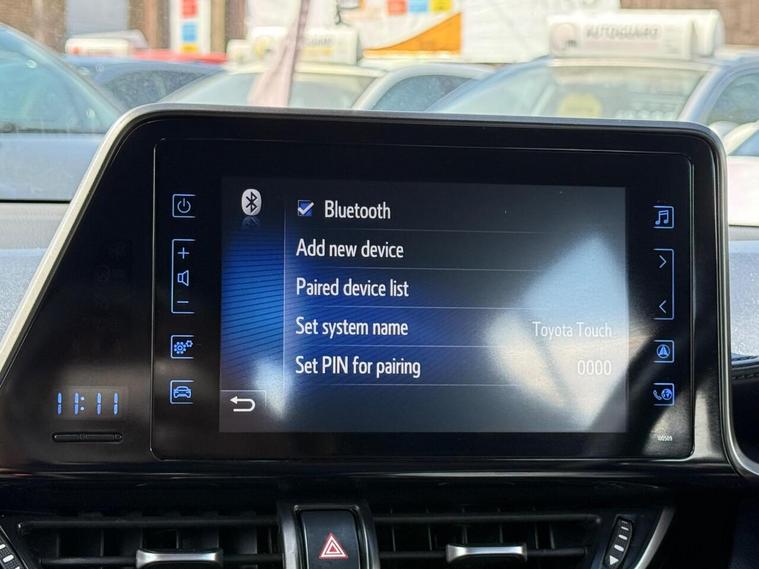 Bluetooth
Add new device
Paired device list
Set system name Toyota Touch
Set PIN for pairing 0000
11:11
100509